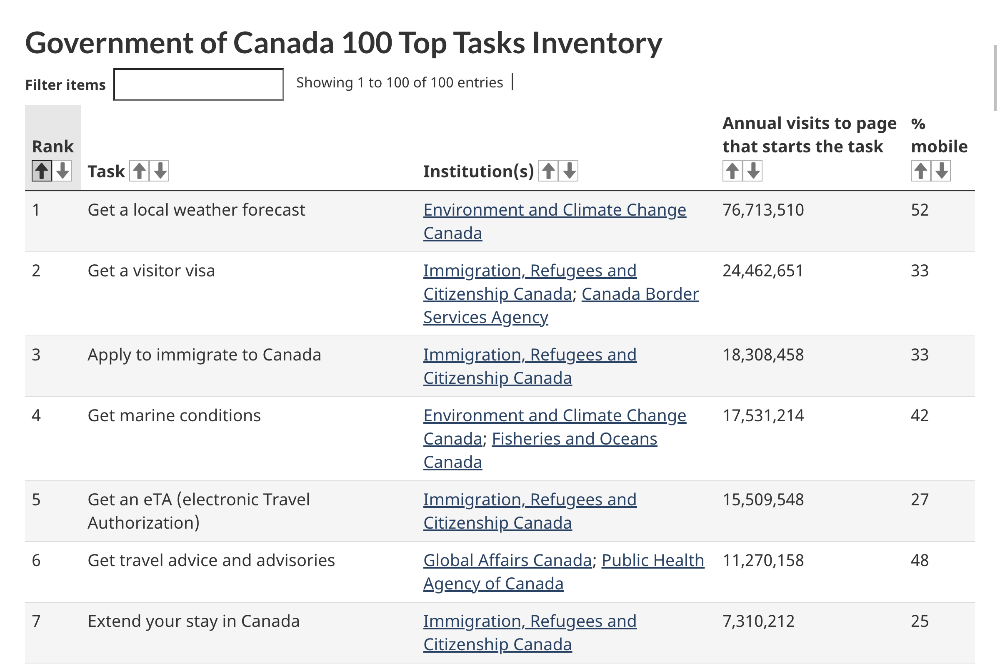 Government of Canada 100 Top Tasks Inventory
Filter items Showing 1 to 100 of 100 entries |
Rank Task Institution(s) Annual visits to page that starts the task % mobile
1 Get a local weather forecast Environment and Climate Change Canada 76,713,510 52
2 Get a visitor visa Immigration, Refugees and Citizenship Canada; Canada Border Services Agency 24,462,651 33
3 Apply to immigrate to Canada Immigration, Refugees and Citizenship Canada 18,308,458 33
4 Get marine conditions Environment and Climate Change Canada; Fisheries and Oceans Canada 17,531,214 42
5 Get an eTA (electronic Travel Authorization) Immigration, Refugees and Citizenship Canada 15,509,548 27
6 Get travel advice and advisories Global Affairs Canada; Public Health Agency of Canada 11,270,158 48
7 Extend your stay in Canada Immigration, Refugees and Citizenship Canada 7,310,212 25